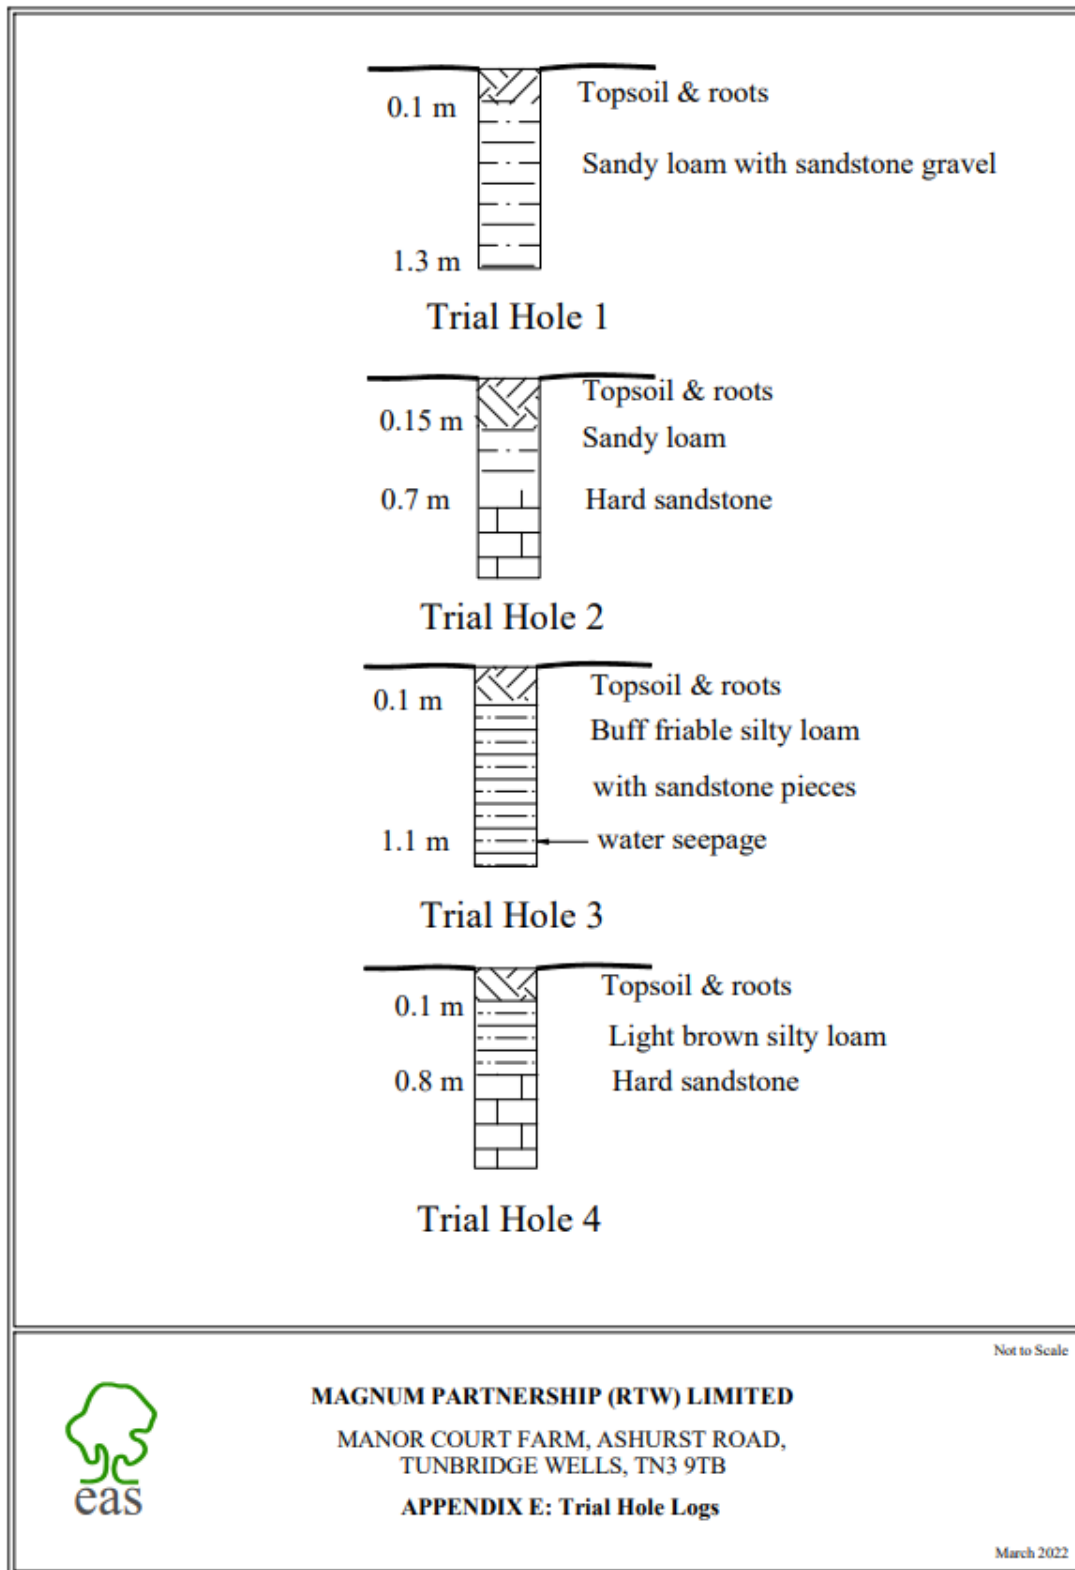 Topsoil & roots
0.1 m
Sandy loam with sandstone gravel
1.3 m
Trial Hole 1
Topsoil & roots
0.15 m
Sandy loam
0.7 m
Hard sandstone
Trial Hole 2
Topsoil & roots
0.1 m
Buff friable silty loam
with sandstone pieces
1.1 m
water seepage
Trial Hole 3
Topsoil & roots
0.1 m
Light brown silty loam
0.8 m
Hard sandstone
Trial Hole 4
Not to Scale
eas
MAGNUM PARTNERSHIP (RTW) LIMITED
MANOR COURT FARM, ASHURST ROAD,
TUNBRIDGE WELLS, TN3 9TB
APPENDIX E: Trial Hole Logs
March 2022